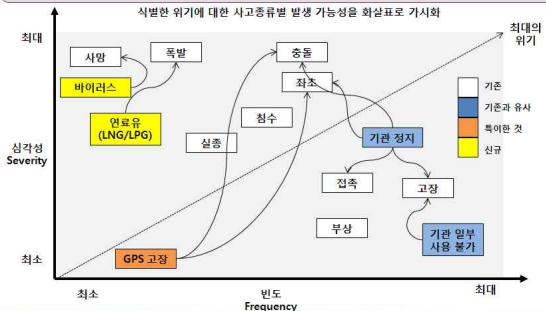 식별한 위기에 대한 사고종류별 발생 가능성을 화살표로 가시화
최대
최대의
위기
사망
폭발
충돌
좌초
바이러스
연료유
(LNG/LPG)
실종
침수
기관 정지
접촉
고장
부상
기관 일부
사용 불가
GPS 고장
기존
기존과 유사
특이한 것
신규
심각성
Severity
최소
최소
빈도
Frequency
최대